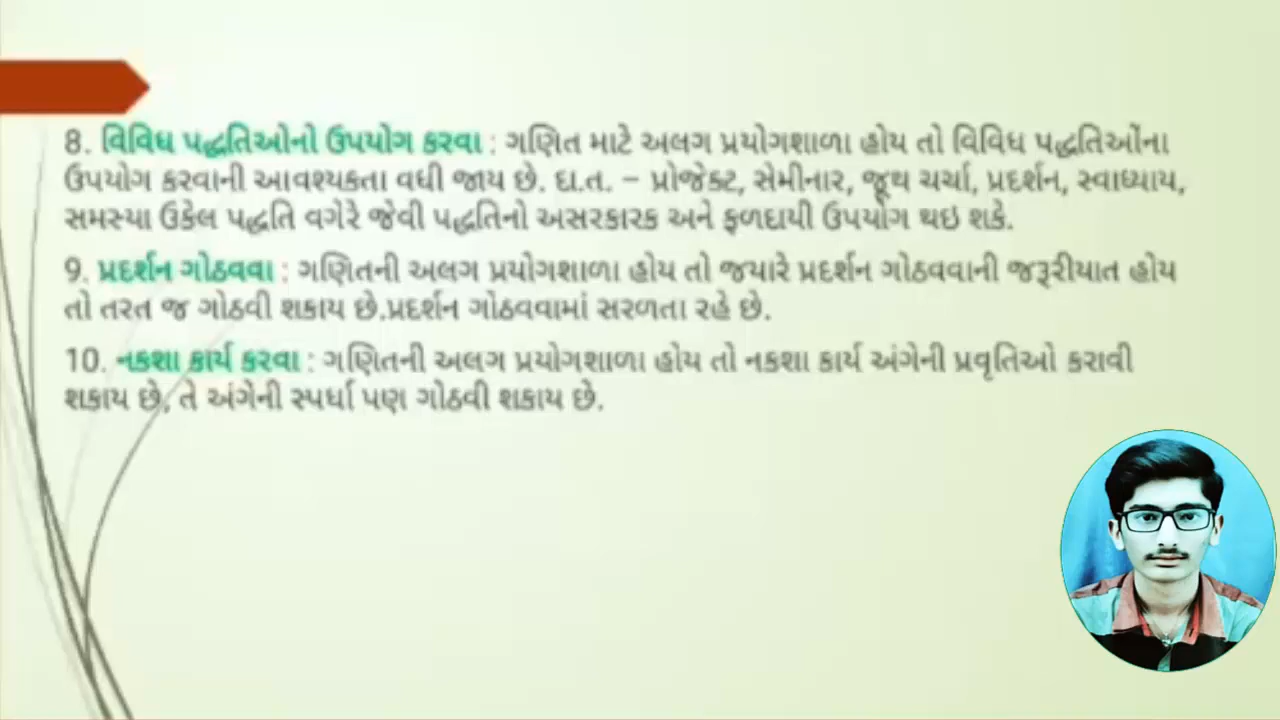 8. વિવિધ પદ્ધતિઓનો ઉપયોગ કરવા : ગણિત માટે અલગ પ્રયોગશાળા હોય તો વિવિધ પદ્ધતિઓંના
ઉપયોગ કરવાની આવશ્યકતા વધી જાય છે. દા.ત. – પ્રોજેક્ટ, સેમીનાર, જૂથ ચર્ચા, પ્રદર્શન, સ્વાધ્યાય,
સમસ્યા ઉકેલ પદ્ધતિ વગેરે જેવી પદ્ધતિનો અસરકારક અને ફળદાયી ઉપયોગ થઇ શકે.
9. પ્રદર્શન ગોઠવવા : ગણિતની અલગ પ્રયોગશાળા હોય તો જયારે પ્રદર્શન ગોઠવવાની જરૂરીયાત હોય
તો તરત જ ગોઠવી શકાય છે.પ્રદર્શન ગોઠવવામાં સરળતા રહે છે.
10. નકશા કાર્ય કરવા : ગણિતની અલગ પ્રયોગશાળા હોય તો નકશા કાર્ય અંગેની પ્રવૃતિઓ કરાવી
શકાય છે, તે અંગેની સ્પર્ધા પણ ગોઠવી શકાય છે.